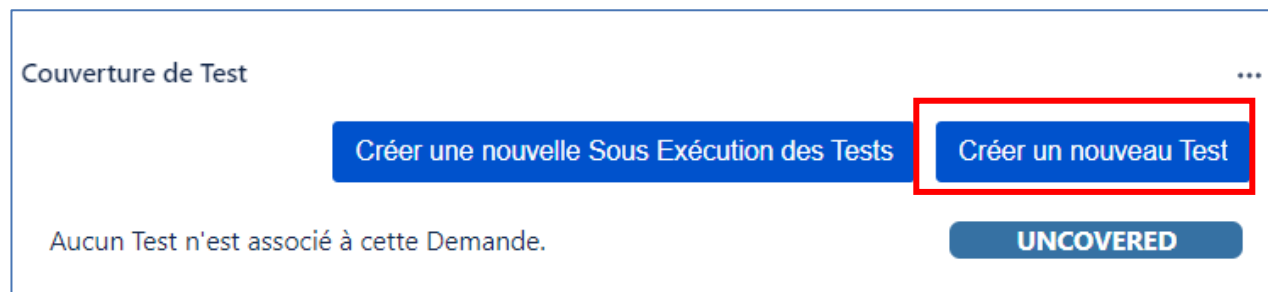 Couverture de Test
...
Créer une nouvelle Sous Exécution des Tests
Créer un nouveau Test
Aucun Test n'est associé à cette Demande.
UNCOVERED